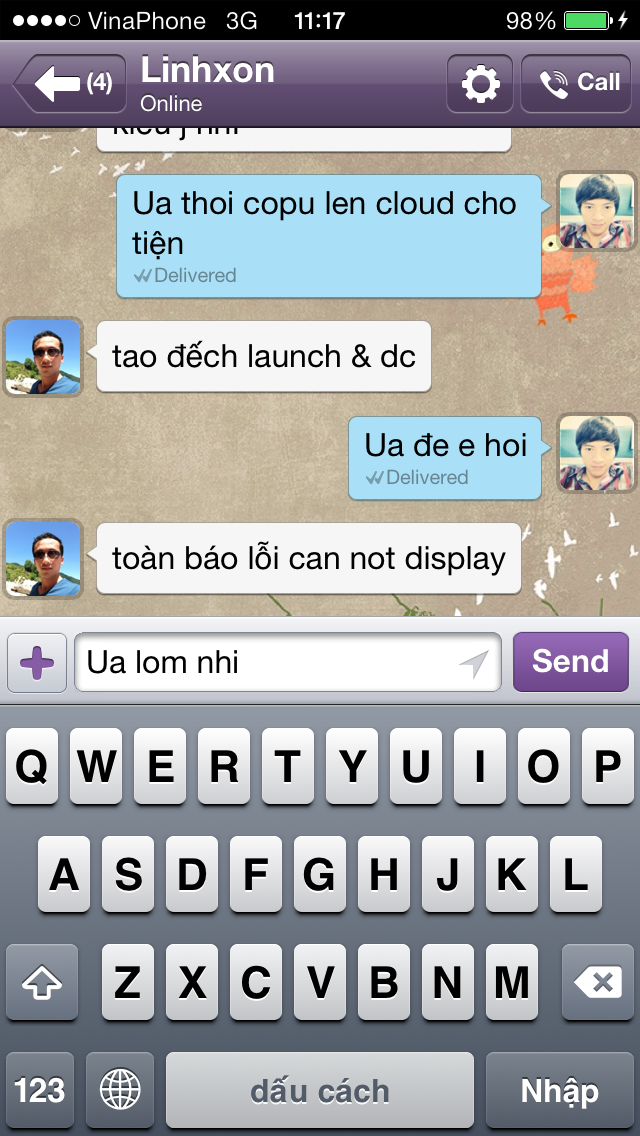 VinaPhone 3G 11:17 98%
(4) Linhxon Call
Online
Ua thoi copu len cloud cho
tiện
Delivered
tao đếch launch & dc
Ua đe e hoi
Delivered
toàn báo lỗi can not display
Ua lom nhi Send
Q W E R T Y U I O P
A S D F G H J K L
Z X C V B N M
123 dấu cách Nhập